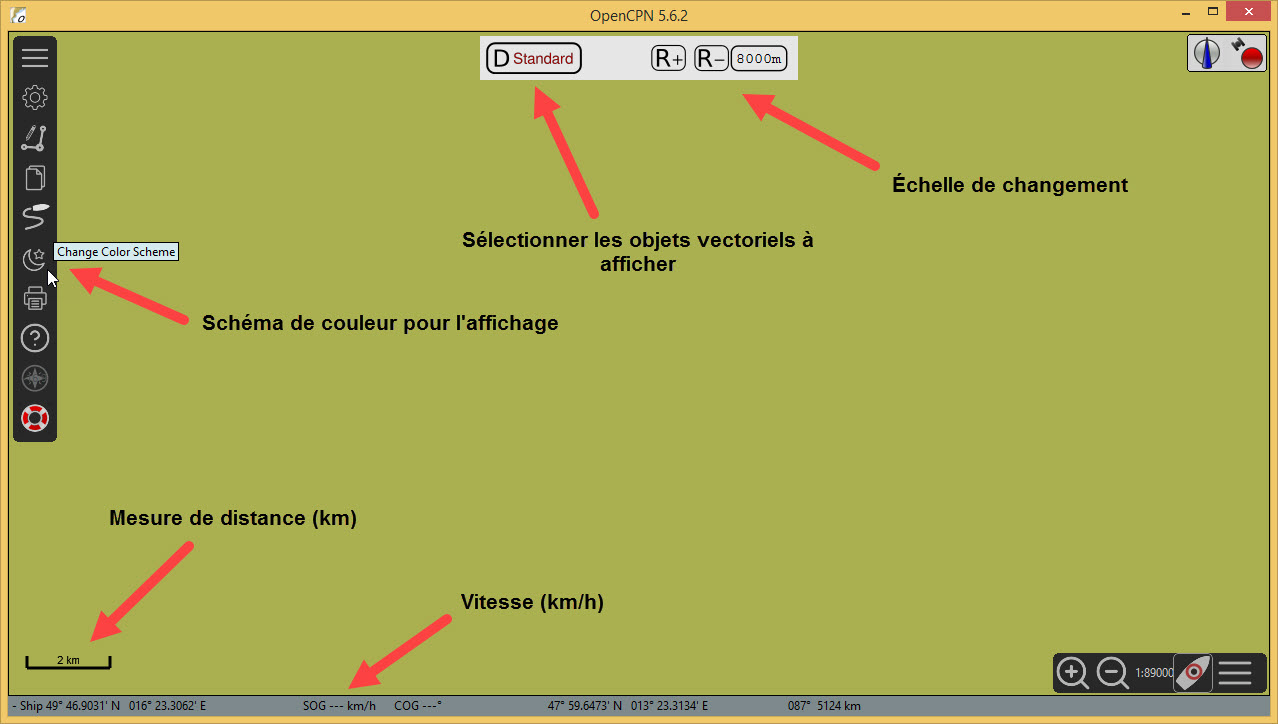 OpenCPN 5.6.2
D Standard R+ R− 8000m
Échelle de changement
Sélectionner les objets vectoriels à
afficher
Change Color Scheme
Schéma de couleur pour l'affichage
Mesure de distance (km)
Vitesse (km/h)
2 km
1:89000
- Ship 49° 46.9031' N 016° 23.3062' E SOG --- km/h COG ---° 47° 59.6473' N 013° 23.3134' E 087° 5124 km